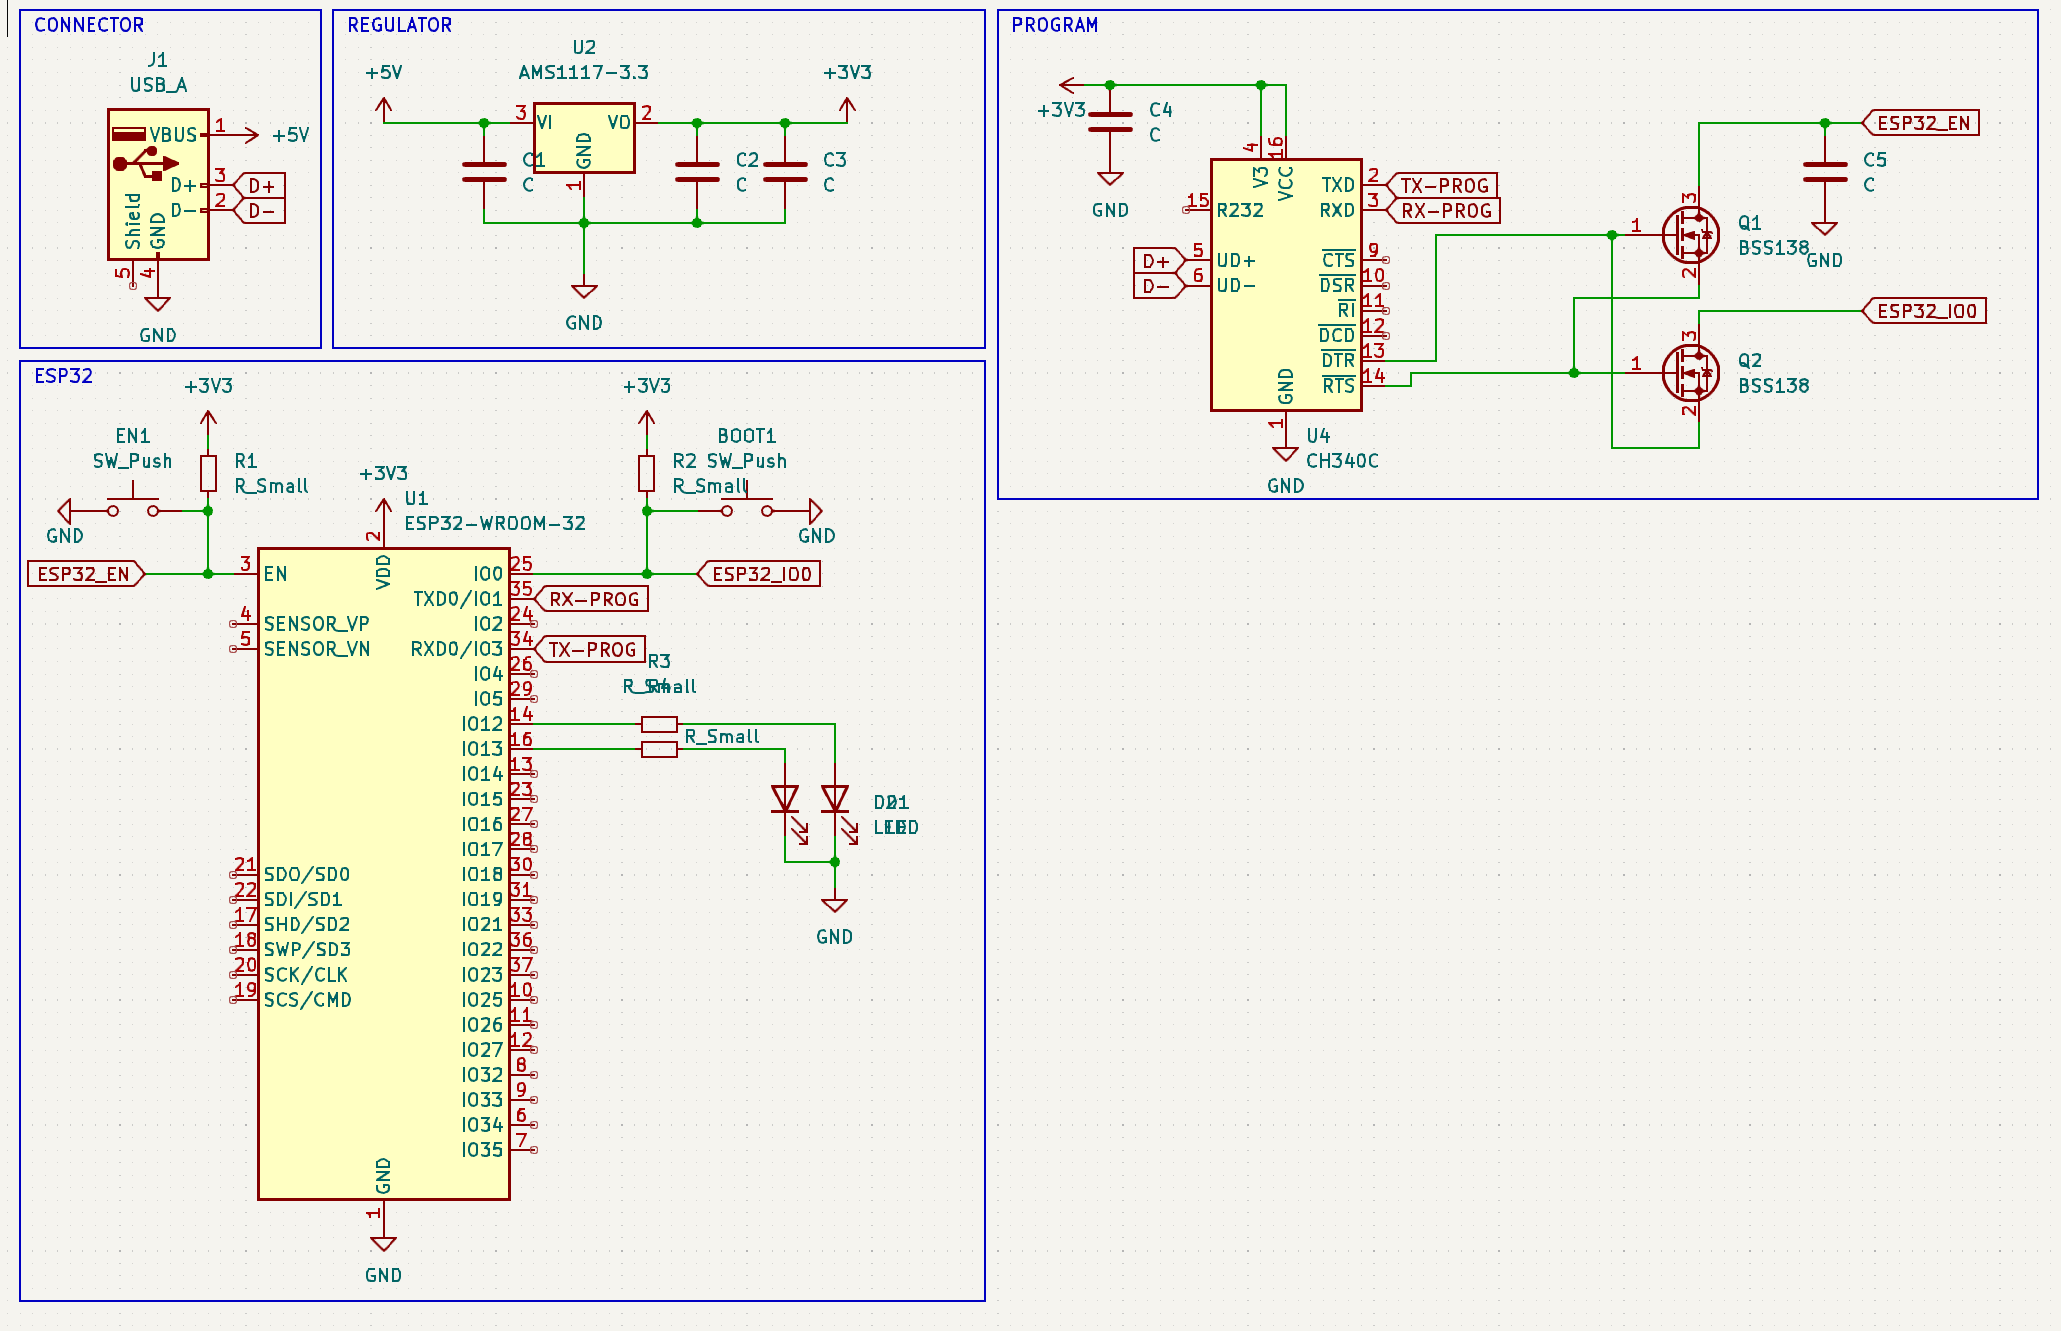 CONNECTOR
J1
USB_A
VBUS
1
+5V
D+
3
D+
D-
2
D-
Shield
GND
5
4
GND
REGULATOR
U2
AMS1117-3.3
+5V
+3V3
3
VI
VO
2
GND
1
C1
C
C2
C
C3
C
GND
PROGRAM
+3V3
C4
C
GND
4
16
V3
VCC
15
R232
TXD
2
TX-PROG
RXD
3
RX-PROG
D+
5
UD+
D-
6
UD-
CTS
9
DSR
10
RI
11
DCD
12
DTR
13
RTS
14
GND
1
U4
CH340C
GND
ESP32_EN
C5
C
GND
3
1
Q1
BSS138
2
ESP32_IO0
3
1
Q2
BSS138
2
ESP32
+3V3
EN1
SW_Push
R1
R_Small
GND
+3V3
U1
ESP32-WROOM-32
2
VDD
+3V3
BOOT1
R2
SW_Push
R_Small
GND
ESP32_EN
3
EN
4
SENSOR_VP
5
SENSOR_VN
21
SDO/SD0
22
SDI/SD1
17
SHD/SD2
18
SWP/SD3
20
SCK/CLK
19
SCS/CMD
IO0
25
ESP32_IO0
TXD0/IO1
35
RX-PROG
IO2
24
RXD0/IO3
34
TX-PROG
IO4
26
IO5
29
IO12
14
IO13
16
IO14
13
IO15
23
IO16
27
IO17
28
IO18
30
IO19
31
IO21
33
IO22
36
IO23
37
IO25
10
IO26
11
IO27
12
IO32
8
IO33
9
IO34
6
IO35
7
R3
R_Small
R4
R_Small
D2
D1
LED
LED
GND
GND
1
GND